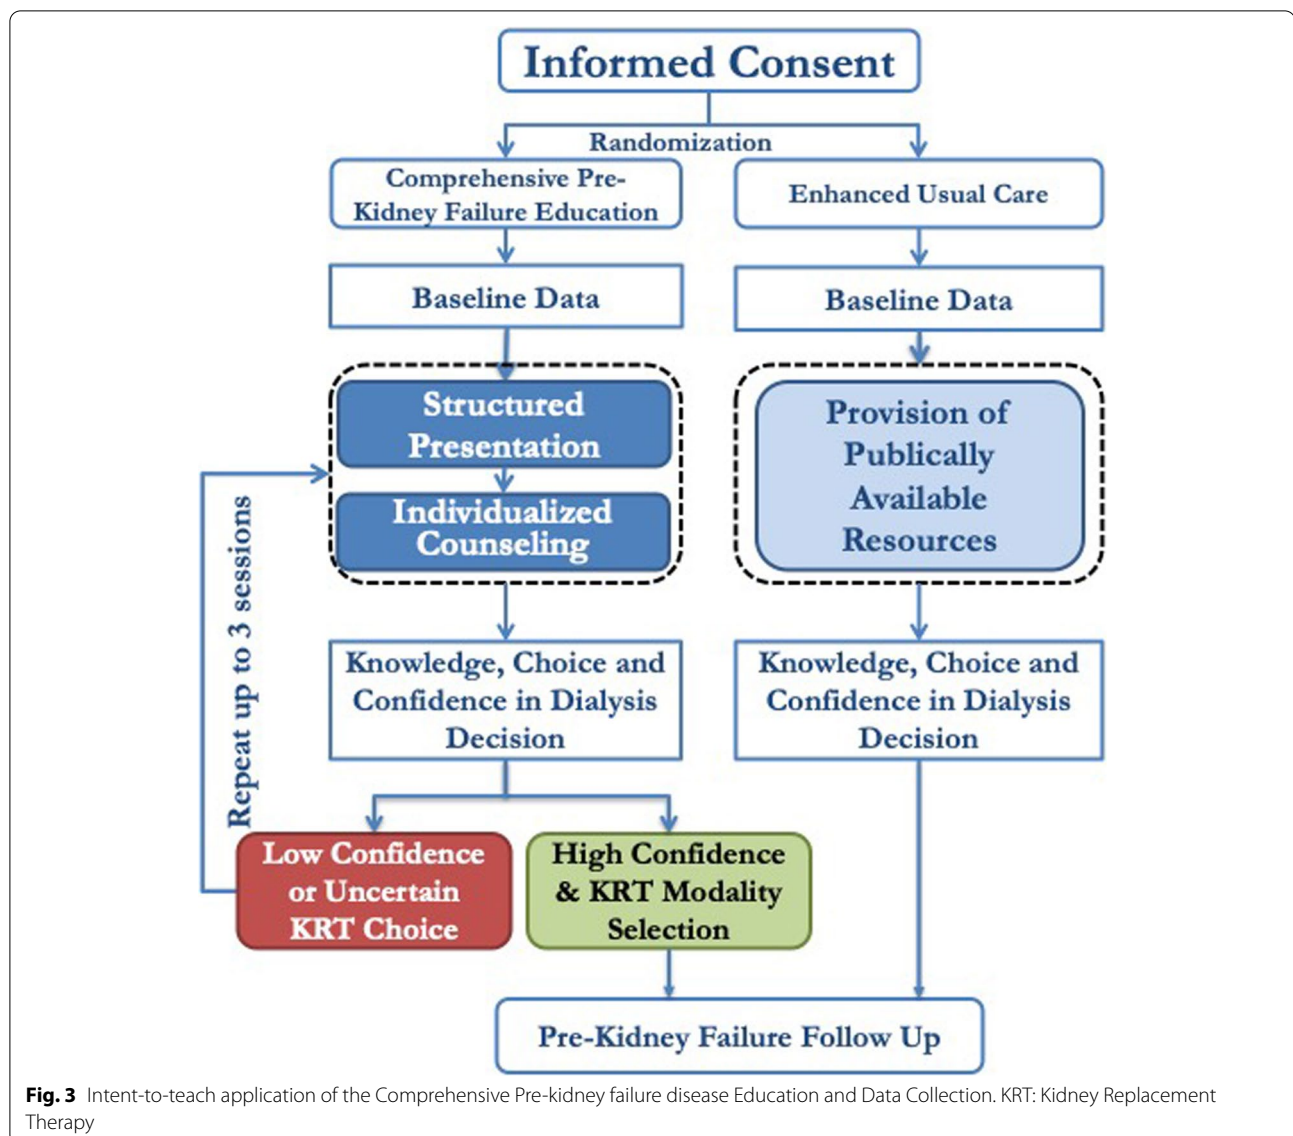 Informed Consent
Randomization
Comprehensive Pre-
Kidney Failure Education
Enhanced Usual Care
Baseline Data
Baseline Data
Structured
Presentation
Individualized
Counseling
Provision of
Publically
Available
Resources
Repeat up to 3 sessions
Knowledge, Choice and
Confidence in Dialysis
Decision
Knowledge, Choice and
Confidence in Dialysis
Decision
Low Confidence
or Uncertain
KRT Choice
High Confidence
& KRT Modality
Selection
Pre-Kidney Failure Follow Up
Fig. 3 Intent-to-teach application of the Comprehensive Pre-kidney failure disease Education and Data Collection. KRT: Kidney Replacement
Therapy